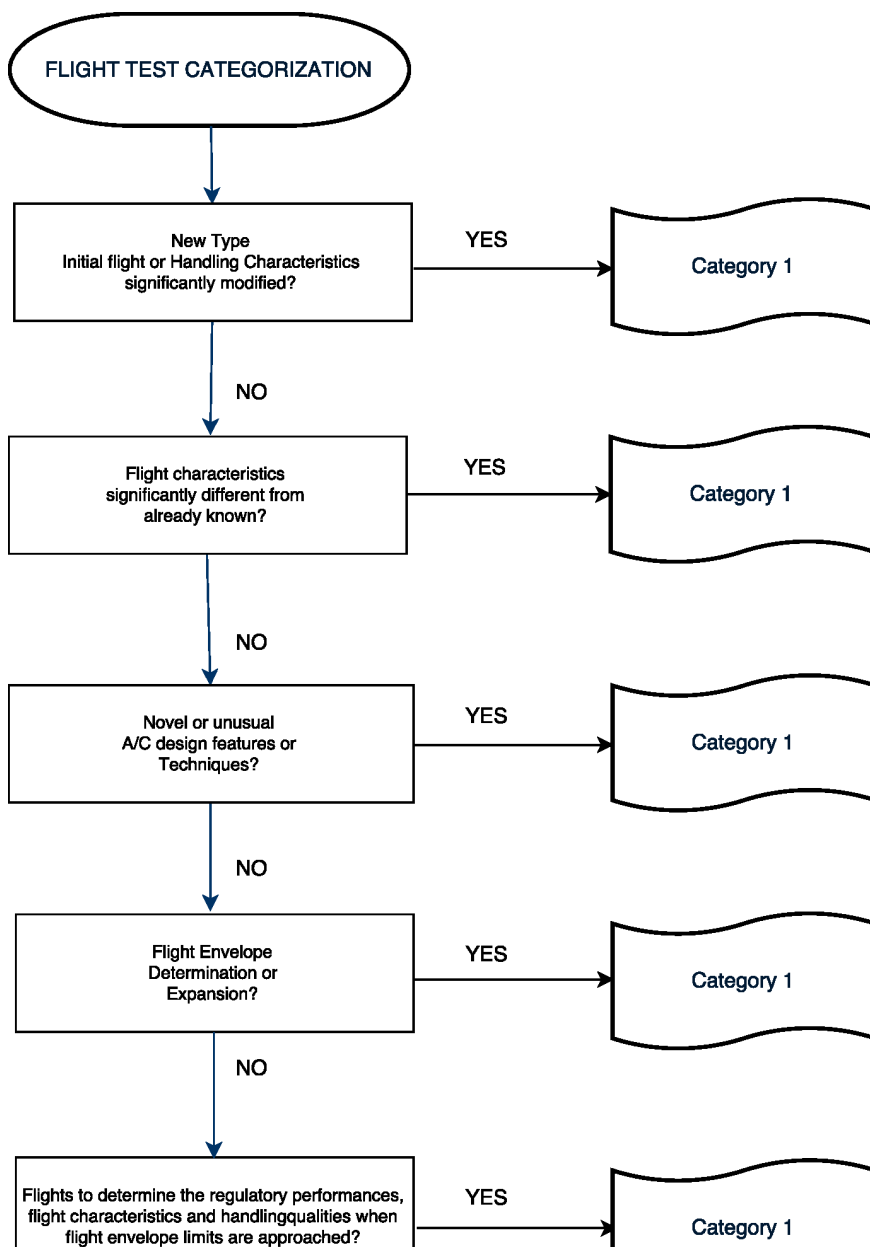 FLIGHT TEST CATEGORIZATION
New Type
Initial flight or Handling Characteristics
significantly modified?
YES
Category 1
NO
Flight characteristics
significantly different from
already known?
YES
Category 1
NO
Novel or unusual
A/C design features or
Techniques?
YES
Category 1
NO
Flight Envelope
Determination or
Expansion?
YES
Category 1
NO
Flights to determine the regulatory performances,
flight characteristics and handlingqualities when
flight envelope limits are approached?
YES
Category 1